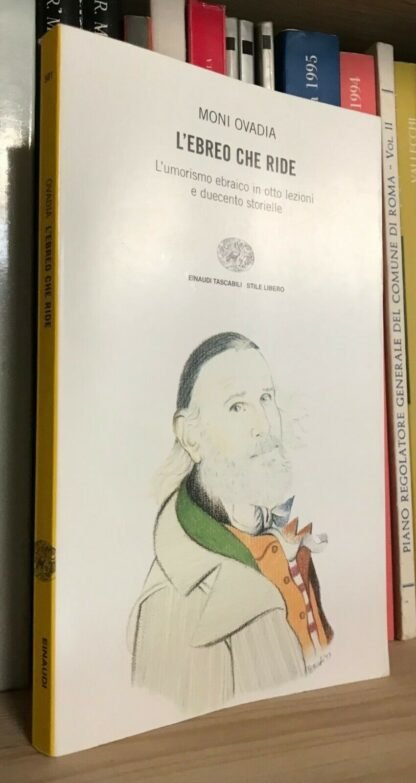 MONI OVADIA
L'EBREO CHE RIDE
L'umorismo ebraico in otto lezioni
e duecento storielle
EINAUDI TASCABILI STILE LIBERO
OVADIA L'EBREO CHE RIDE
EINAUDI
1995
1994
PIANO REGOLATORE GENERALE DEL COMUNE DI ROMA - VOL. II